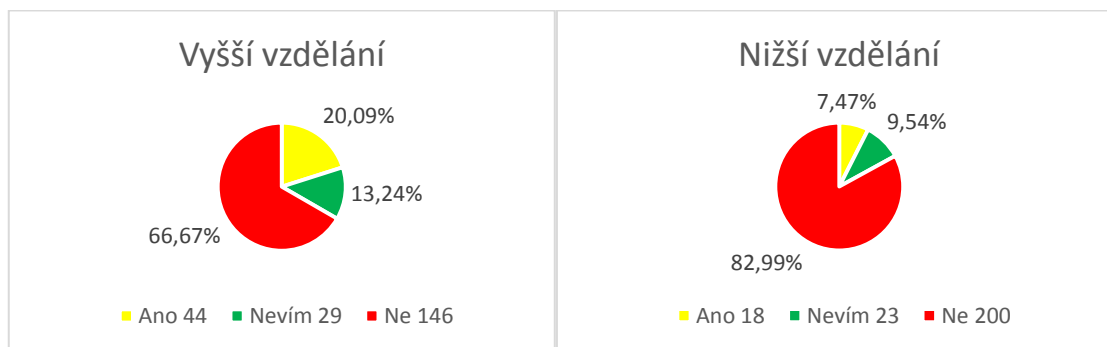 Vyšší vzdělání
20,09%
13,24%
66,67%
Ano 44 Nevím 29 Ne 146
Nižší vzdělání
7,47%
9,54%
82,99%
Ano 18 Nevím 23 Ne 200